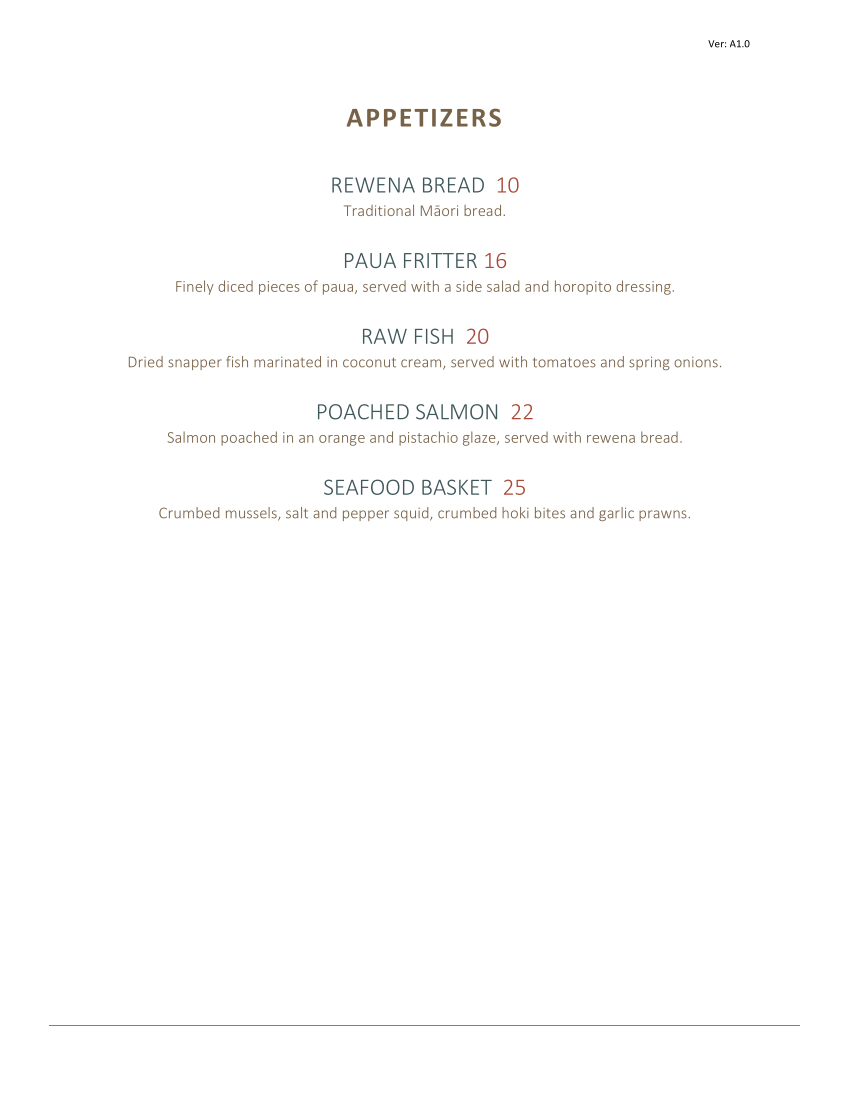 Ver: A1.0
APPETIZERS
REWENA BREAD 10
Traditional Māori bread.
PAUA FRITTER 16
Finely diced pieces of paua, served with a side salad and horopito dressing.
RAW FISH 20
Dried snapper fish marinated in coconut cream, served with tomatoes and spring onions.
POACHED SALMON 22
Salmon poached in an orange and pistachio glaze, served with rewena bread.
SEAFOOD BASKET 25
Crumbed mussels, salt and pepper squid, crumbed hoki bites and garlic prawns.